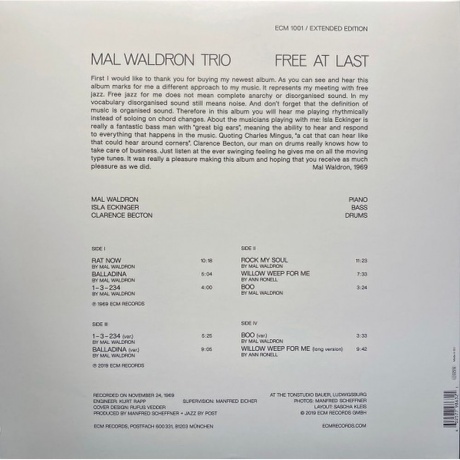 ECM 1001 / EXTENDED EDITION
MAL WALDRON TRIO FREE AT LAST
First I would like to thank you for buying my newest album. As you can see and hear this
album marks for me a different approach to my music. It represents my meeting with free
jazz. Free jazz for me does not mean complete anarchy or disorganised sound. In my
vocabulary disorganised sound still means noise. And don't forget that the definition of
music is organised sound. Therefore in this album you will hear me playing rhythmically
instead of soloing on chord changes. About the musicians playing with me: Isla Eckinger is
really a fantastic bass man with "great big ears", meaning the ability to hear and respond
to everything that happens in the music. Quoting Charles Mingus, "a cat that can hear like
that could hear around corners". Clarence Becton, our man on drums really knows how to
take care of business. Just listen at the ever swinging feeling he gives me on all the moving
type tunes. It was really a pleasure making this album and hoping that you receive as much
pleasure as we did. Mal Waldron, 1969
MAL WALDRON PIANO
ISLA ECKINGER BASS
CLARENCE BECTON DRUMS
SIDE I
RAT NOW 10:18
BY MAL WALDRON
BALLADINA 5:04
BY MAL WALDRON
1-3-234 4:00
BY MAL WALDRON
℗ 1969 ECM RECORDS
SIDE II
ROCK MY SOUL 11:23
BY MAL WALDRON
WILLOW WEEP FOR ME 7:33
BY ANN RONELL
BOO 3:24
BY MAL WALDRON
SIDE III
1-3-234 (var.) 5:25
BY MAL WALDRON
BALLADINA (var.) 9:05
BY MAL WALDRON
℗ 2019 ECM RECORDS
SIDE IV
BOO (var.) 3:33
BY MAL WALDRON
WILLOW WEEP FOR ME (long version) 9:42
BY ANN RONELL
RECORDED ON NOVEMBER 24, 1969 AT THE TONSTUDIO BAUER, LUDWIGSBURG
ENGINEER: KURT RAPP SUPERVISION: MANFRED EICHER PHOTOS: MANFRED SCHEFFNER
COVER DESIGN: RUFUS VEDDER LAYOUT: SASCHA KLEIS
PRODUCED BY MANFRED SCHEFFNER • JAZZ BY POST © 2019 ECM RECORDS GMBH
ECM RECORDS, POSTFACH 600 331, 81203 MÜNCHEN ECMRECORDS.COM